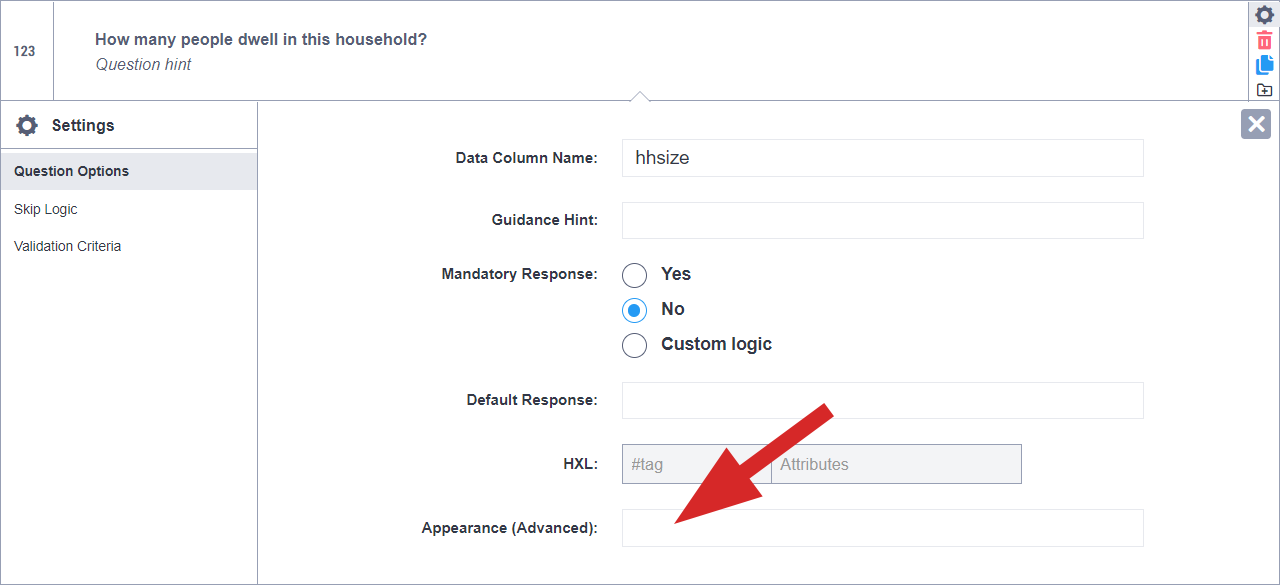 123
How many people dwell in this household?
Question hint
Settings
Question Options
Skip Logic
Validation Criteria
Data Column Name: hhsize
Guidance Hint:
Mandatory Response: Yes
No
Custom logic
Default Response:
HXL: #tag Attributes
Appearance (Advanced):